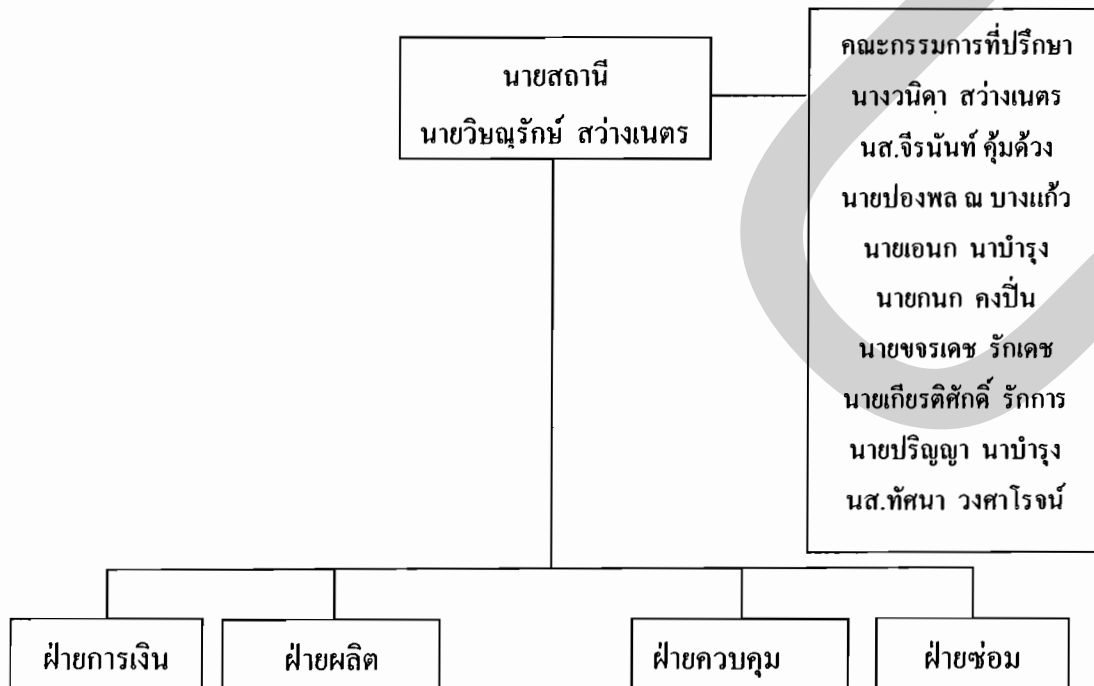 นายสถานี
นายวิษณุรักษ์ สว่างเนตร
คณะกรรมการที่ปรึกษา
นางวนิดา สว่างเนตร
นส.จีรนันท์ คุ้มด้วง
นายปองพล ณ บางแก้ว
นายเอนก นาบำรุง
นายกนก คงปิ่น
นายขจรเดช รักเดช
นายเกียรติศักดิ์ รักการ
นายปริญญา นาบำรุง
นส.ทัศนา วงศาโรจน์
ฝ่ายการเงิน
ฝ่ายผลิต
ฝ่ายควบคุม
ฝ่ายซ่อม